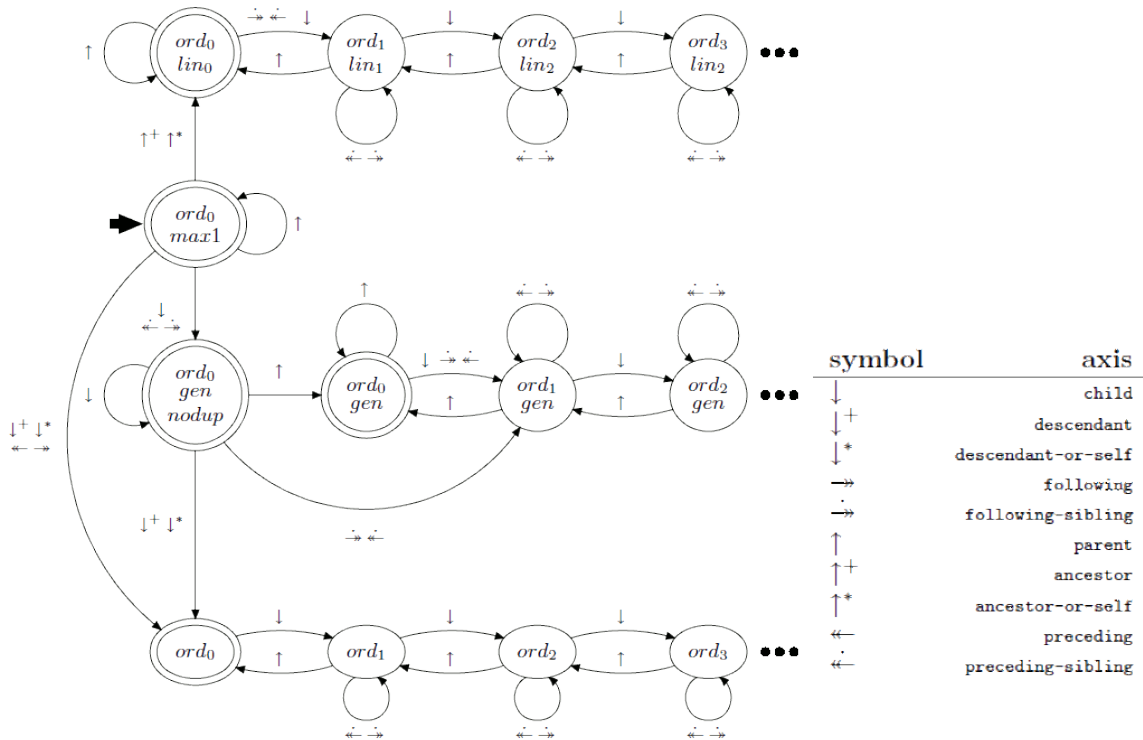 ↠̇ ↞̇ ↓ ↓ ↓
↑ ord₀ lin₀ ord₁ lin₁ ord₂ lin₂ ord₃ lin₂ •••
↑ ↑ ↑
↞̇ ↠̇ ↞̇ ↠̇ ↞̇ ↠̇
↑⁺ ↑*
ord₀ max1 ↑
↓
↞̇ ↠̇
↑ ↞̇ ↠̇ ↞̇ ↠̇
↓ ord₀ gen nodup ↑ ord₀ gen ↓ ↠̇ ↞̇ ord₁ gen ↓ ord₂ gen •••
↑ ↑
↓⁺ ↓*
↞ ↠
↓⁺ ↓*
↠̇ ↞̇
↓ ↓ ↓
ord₀ ord₁ ord₂ ord₃ •••
↑ ↑ ↑
↞̇ ↠̇ ↞̇ ↠̇ ↞̇ ↠̇
symbol axis
↓ child
↓⁺ descendant
↓* descendant-or-self
↠ following
↠̇ following-sibling
↑ parent
↑⁺ ancestor
↑* ancestor-or-self
↞ preceding
↞̇ preceding-sibling